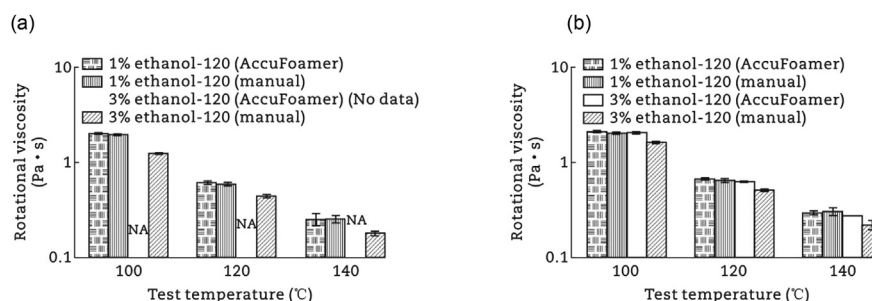 (a)
1% ethanol-120 (AccuFoamer)
1% ethanol-120 (manual)
3% ethanol-120 (AccuFoamer) (No data)
3% ethanol-120 (manual)
Rotational viscosity
(Pa • s)
10
1
0.1
NA
NA
NA
100
120
140
Test temperature (℃)
(b)
1% ethanol-120 (AccuFoamer)
1% ethanol-120 (manual)
3% ethanol-120 (AccuFoamer)
3% ethanol-120 (manual)
Rotational viscosity
(Pa • s)
10
1
0.1
100
120
140
Test temperature (℃)